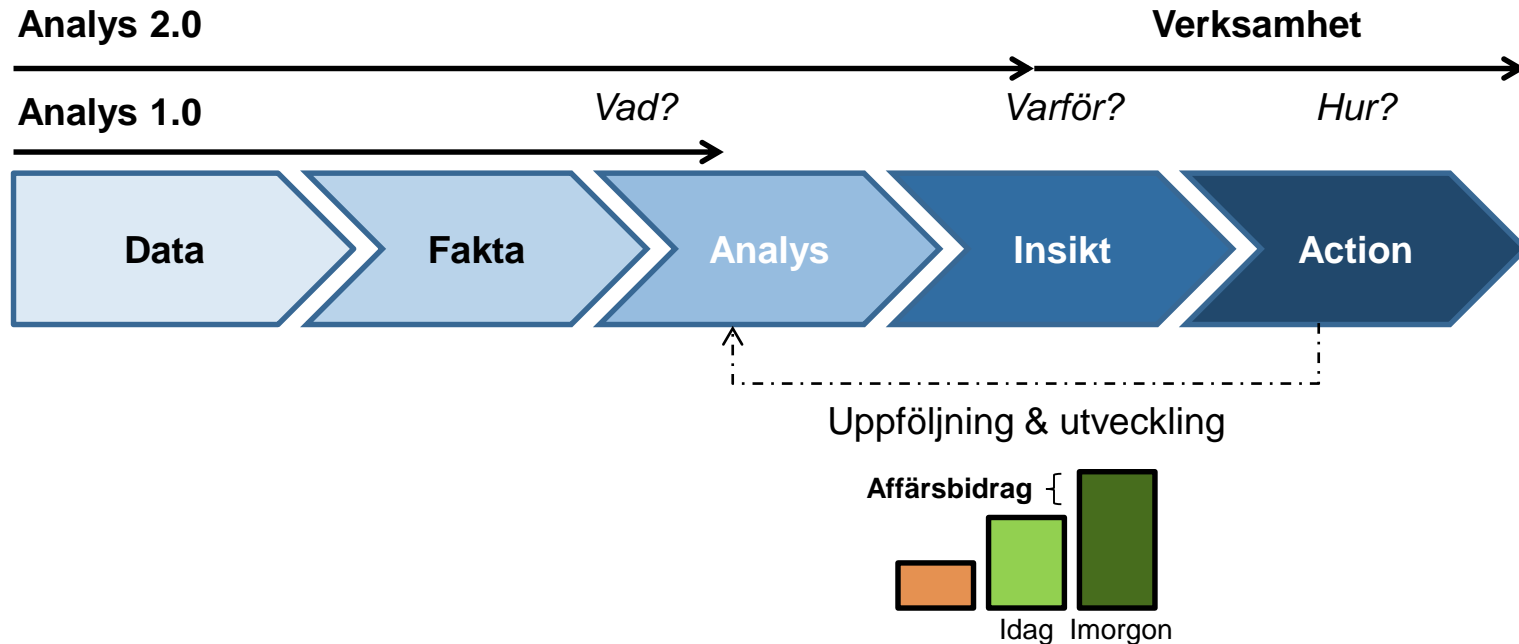 Analys 2.0
Verksamhet
Analys 1.0
Vad?
Varför?
Hur?
Data
Fakta
Analys
Insikt
Action
Uppföljning & utveckling
Affärsbidrag
Idag
Imorgon